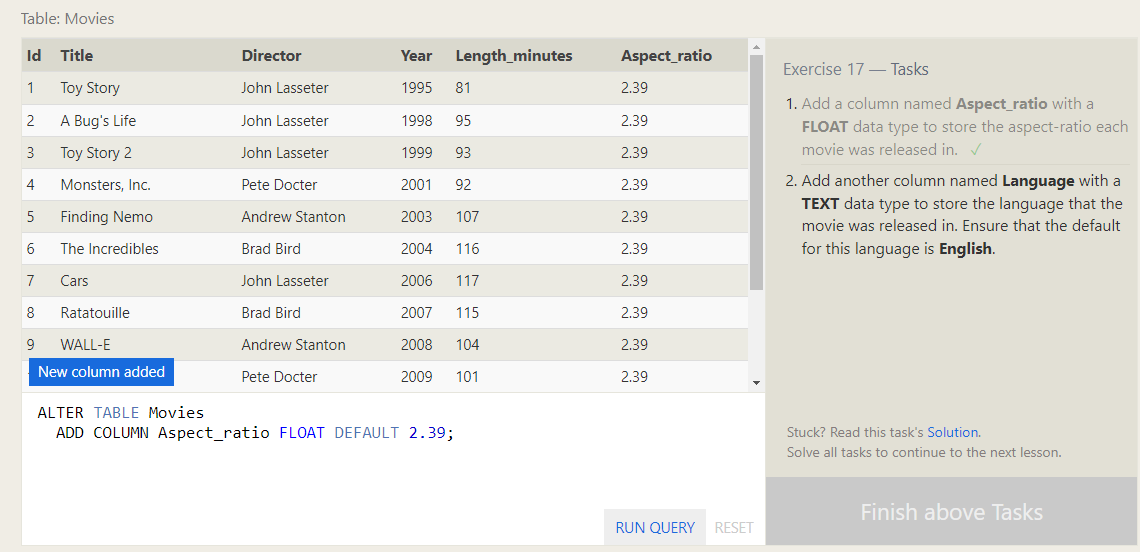 Table: Movies
Id Title Director Year Length_minutes Aspect_ratio
1 Toy Story John Lasseter 1995 81 2.39
2 A Bug's Life John Lasseter 1998 95 2.39
3 Toy Story 2 John Lasseter 1999 93 2.39
4 Monsters, Inc. Pete Docter 2001 92 2.39
5 Finding Nemo Andrew Stanton 2003 107 2.39
6 The Incredibles Brad Bird 2004 116 2.39
7 Cars John Lasseter 2006 117 2.39
8 Ratatouille Brad Bird 2007 115 2.39
9 WALL-E Andrew Stanton 2008 104 2.39
Pete Docter 2009 101 2.39
New column added
ALTER TABLE Movies
ADD COLUMN Aspect_ratio FLOAT DEFAULT 2.39;
RUN QUERY RESET
Exercise 17 — Tasks
1. Add a column named Aspect_ratio with a
FLOAT data type to store the aspect-ratio each
movie was released in. ✓
2. Add another column named Language with a
TEXT data type to store the language that the
movie was released in. Ensure that the default
for this language is English.
Stuck? Read this task's Solution.
Solve all tasks to continue to the next lesson.
Finish above Tasks